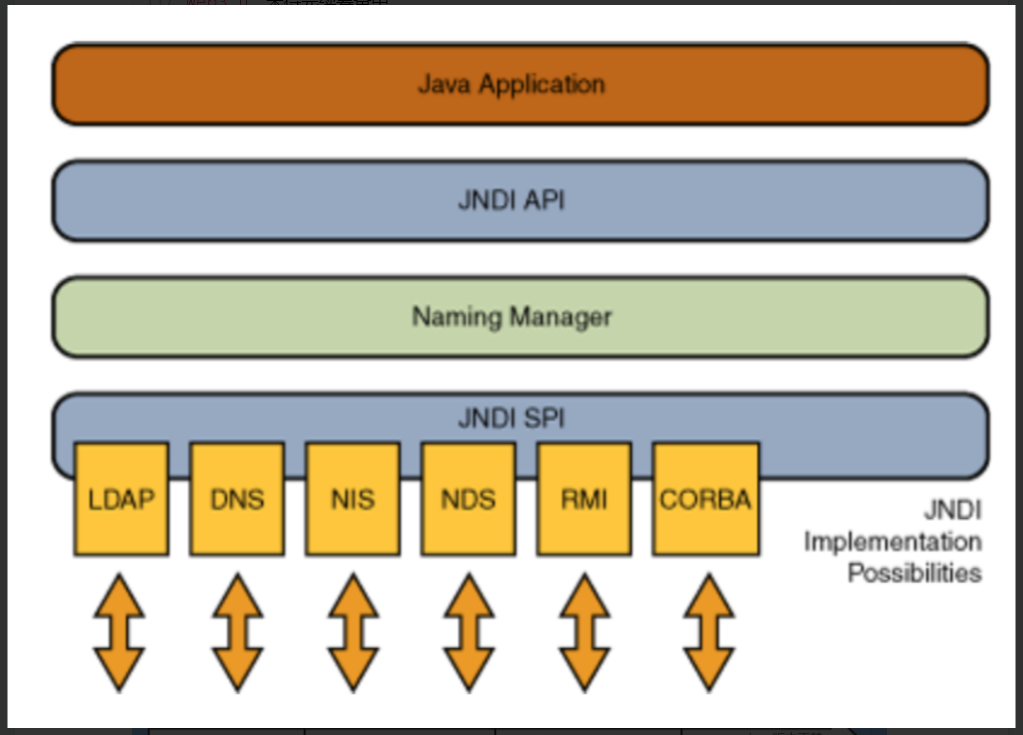 Java Application
JNDI API
Naming Manager
JNDI SPI
LDAP
DNS
NIS
NDS
RMI
CORBA
JNDI
Implementation
Possibilities